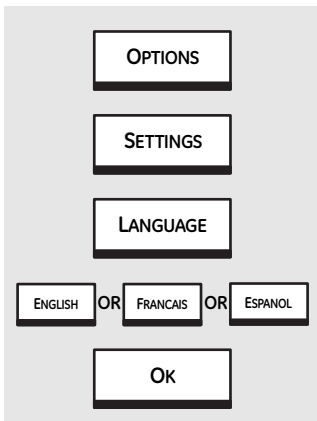 OPTIONS
SETTINGS
LANGUAGE
ENGLISH OR FRANCAIS OR ESPANOL
OK